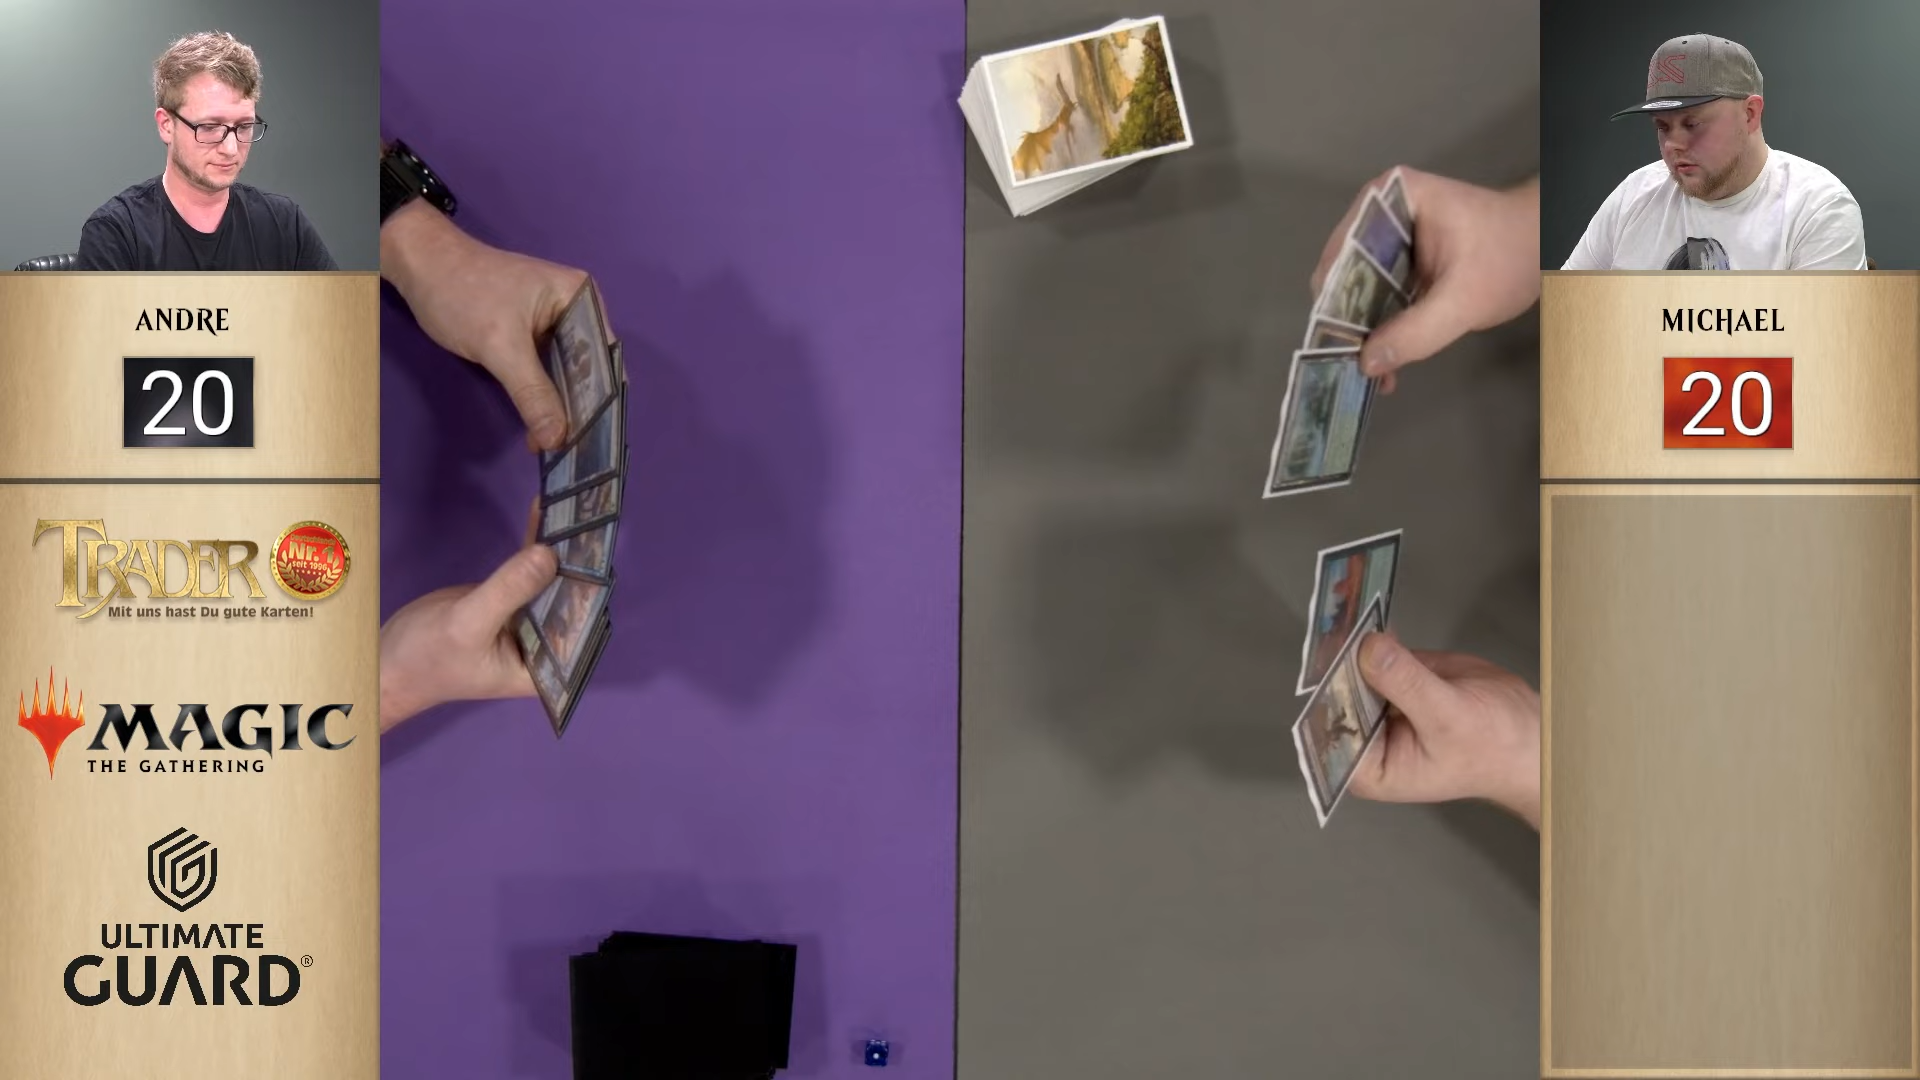 ANDRE
20
TRADER
Deutschlands
Nr. 1
seit 1996
Mit uns hast Du gute Karten!
MAGIC
THE GATHERING
ULTIMATE
GUARD®
MICHAEL
20